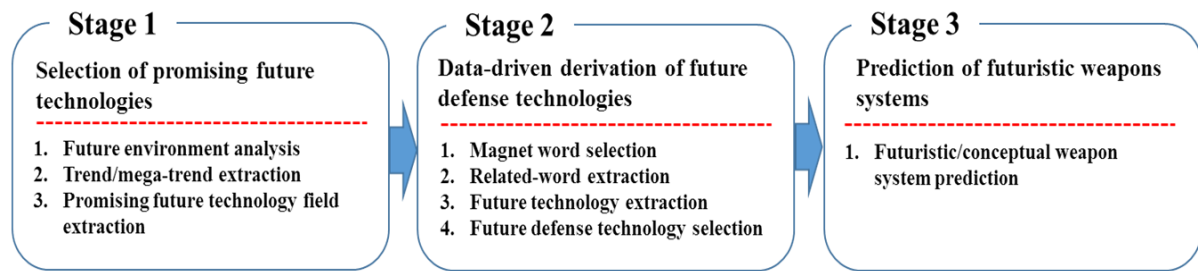 Stage 1
Selection of promising future
technologies
1. Future environment analysis
2. Trend/mega-trend extraction
3. Promising future technology field
extraction
Stage 2
Data-driven derivation of future
defense technologies
1. Magnet word selection
2. Related-word extraction
3. Future technology extraction
4. Future defense technology selection
Stage 3
Prediction of futuristic weapons
systems
1. Futuristic/conceptual weapon
system prediction